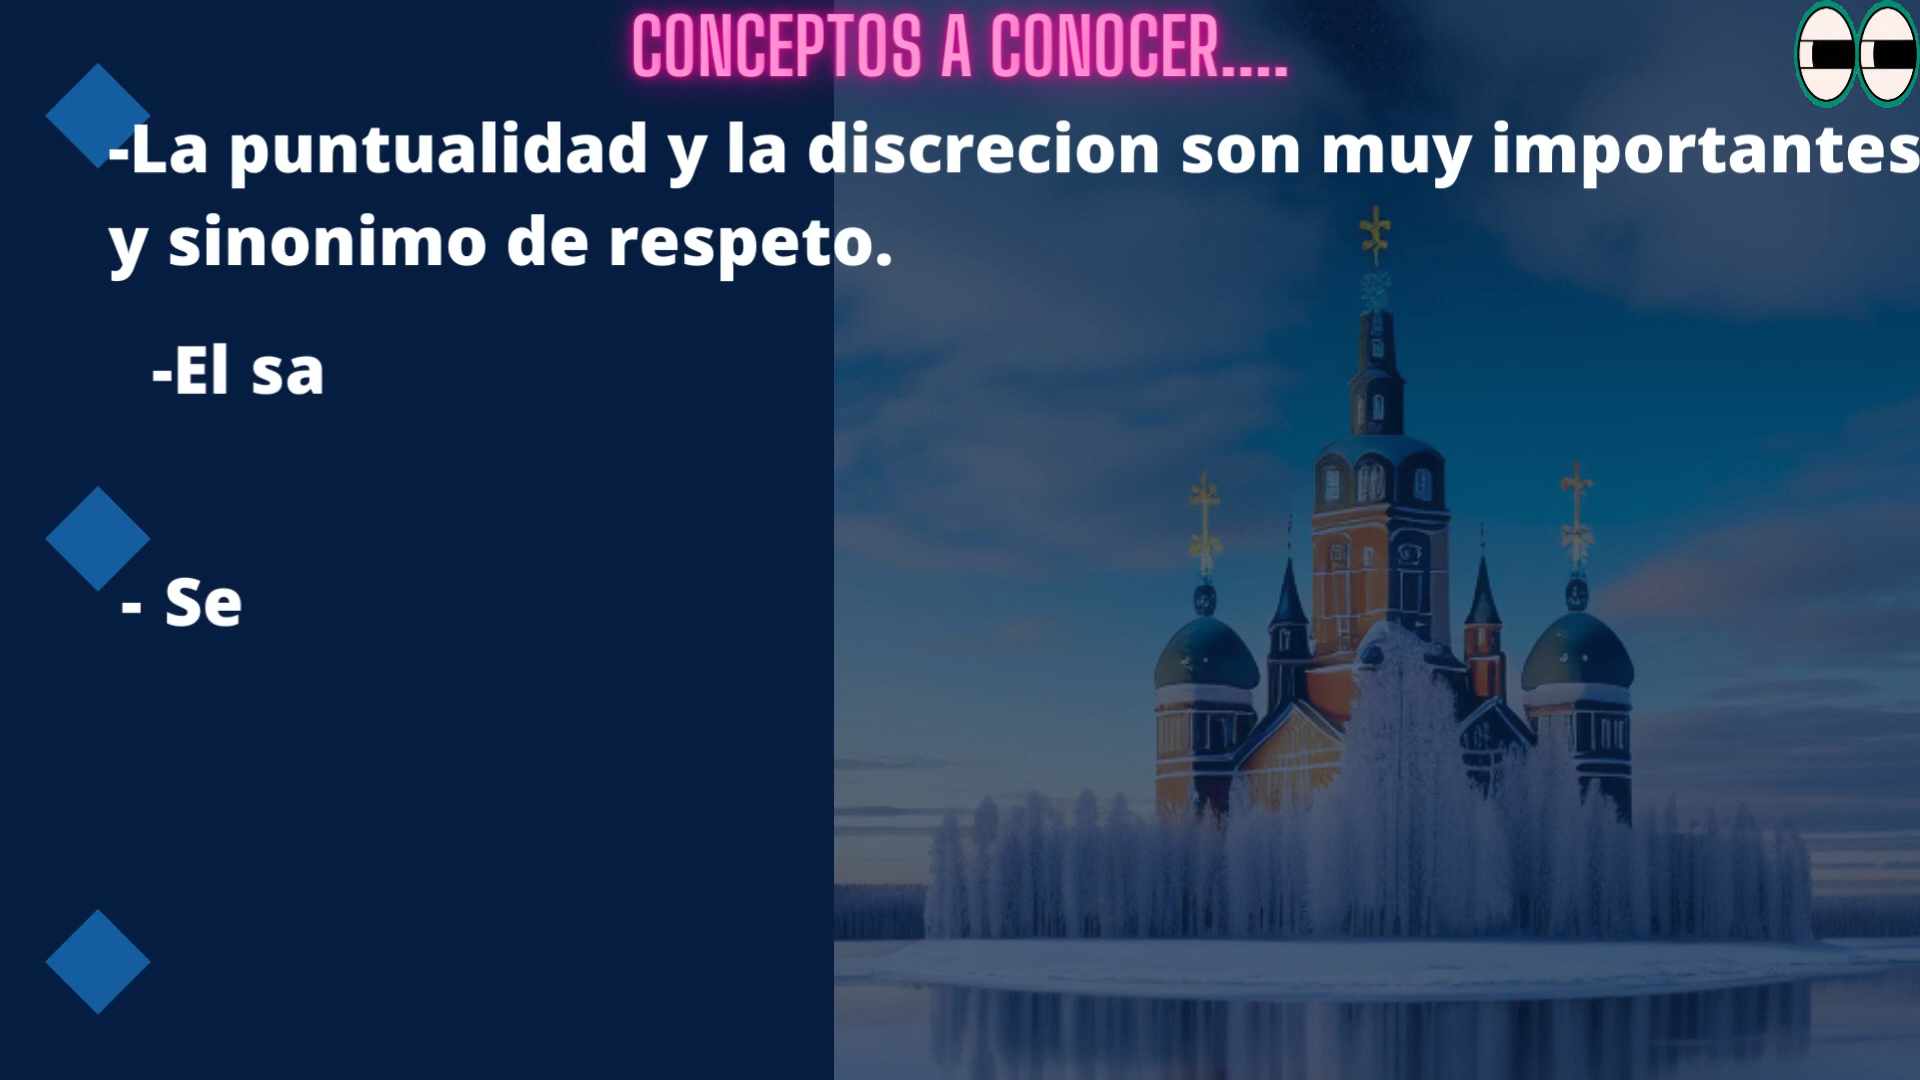 CONCEPTOS A CONOCER....
-La puntualidad y la discrecion son muy importantes
y sinonimo de respeto.
-El sa
- Se